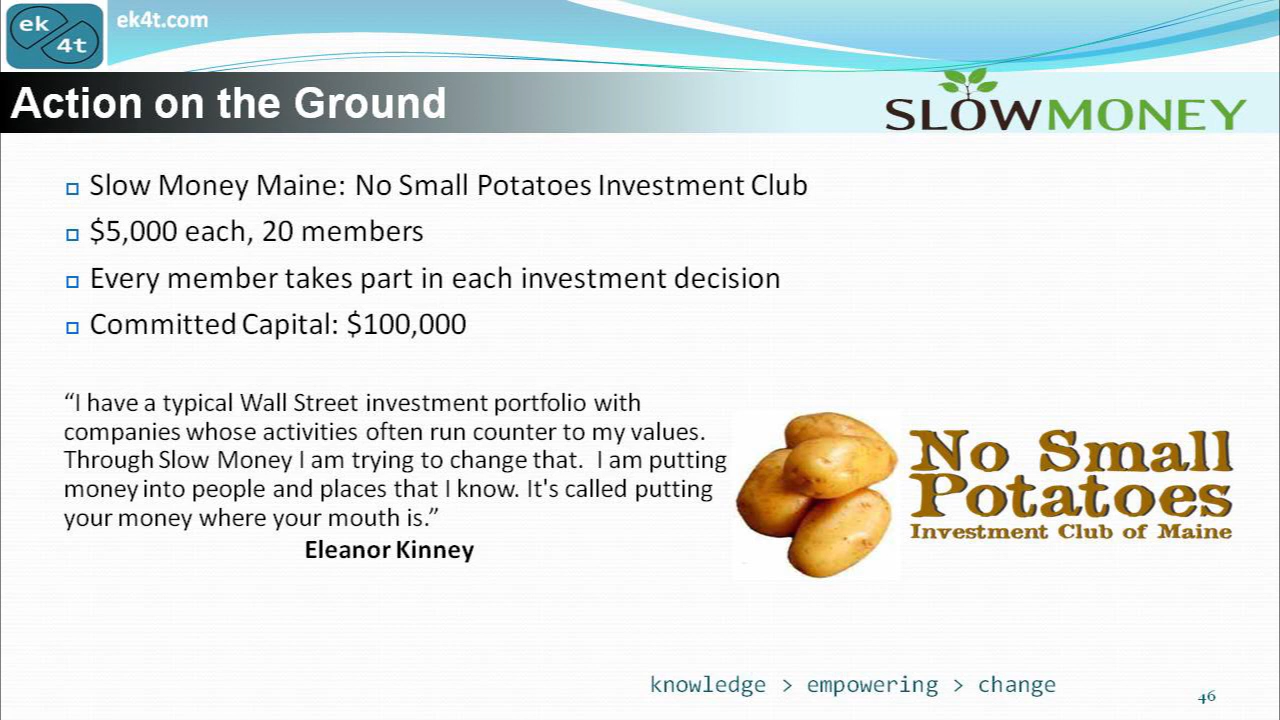 ek
4t
ek4t.com
Action on the Ground
SLOWMONEY
Slow Money Maine: No Small Potatoes Investment Club
$5,000 each, 20 members
Every member takes part in each investment decision
Committed Capital: $100,000
“I have a typical Wall Street investment portfolio with
companies whose activities often run counter to my values.
Through Slow Money I am trying to change that. I am putting
money into people and places that I know. It's called putting
your money where your mouth is.”
Eleanor Kinney
No Small
Potatoes
Investment Club of Maine
knowledge > empowering > change
46